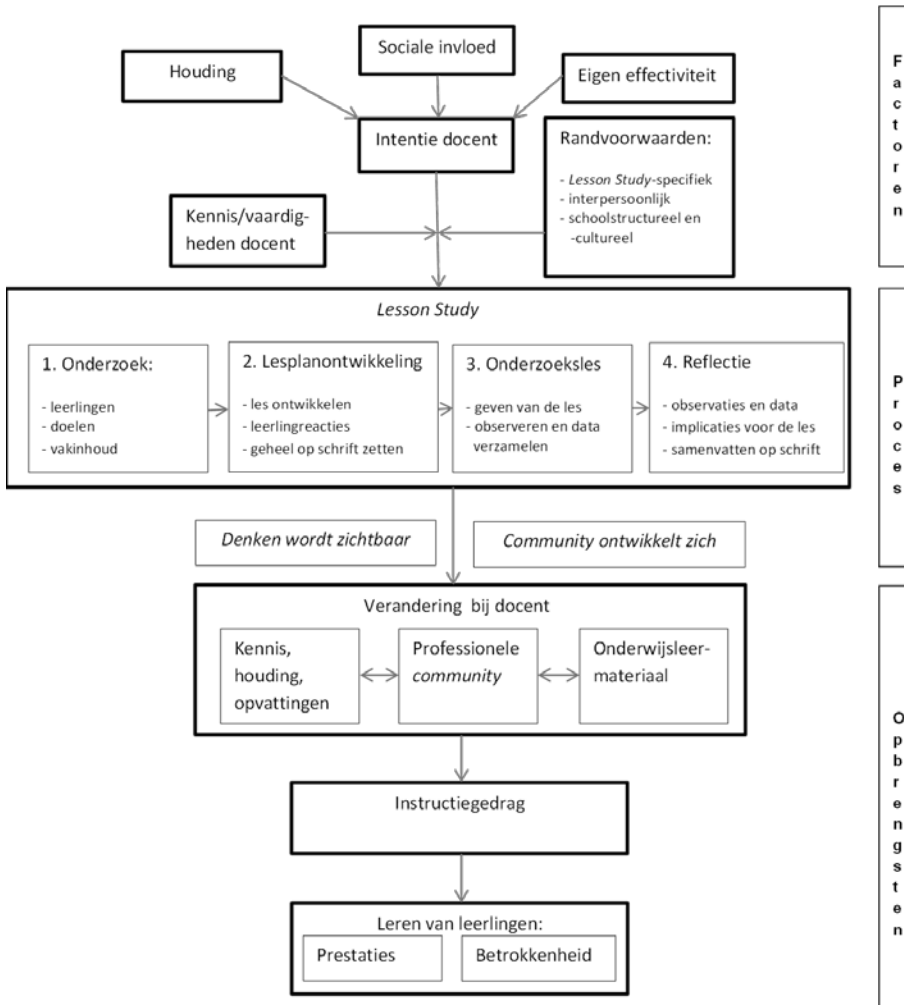 Sociale invloed
Houding
Eigen effectiviteit
Intentie docent
Randvoorwaarden:
- Lesson Study-specifiek
- interpersoonlijk
- schoolstructureel en
-cultureel
Kennis/vaardig-
heden docent
Factoren
Lesson Study
1. Onderzoek:
- leerlingen
- doelen
- vakinhoud
2. Lesplanontwikkeling
- les ontwikkelen
- leerlingreacties
- geheel op schrift zetten
3. Onderzoeksles
- geven van de les
- observeren en data
verzamelen
4. Reflectie
- observaties en data
- implicaties voor de les
- samenvatten op schrift
Proces
Denken wordt zichtbaar
Community ontwikkelt zich
Verandering bij docent
Kennis,
houding,
opvattingen
Professionele
community
Onderwijsleer-
materiaal
Instructiegedrag
Leren van leerlingen:
Prestaties
Betrokkenheid
Opbrengsten